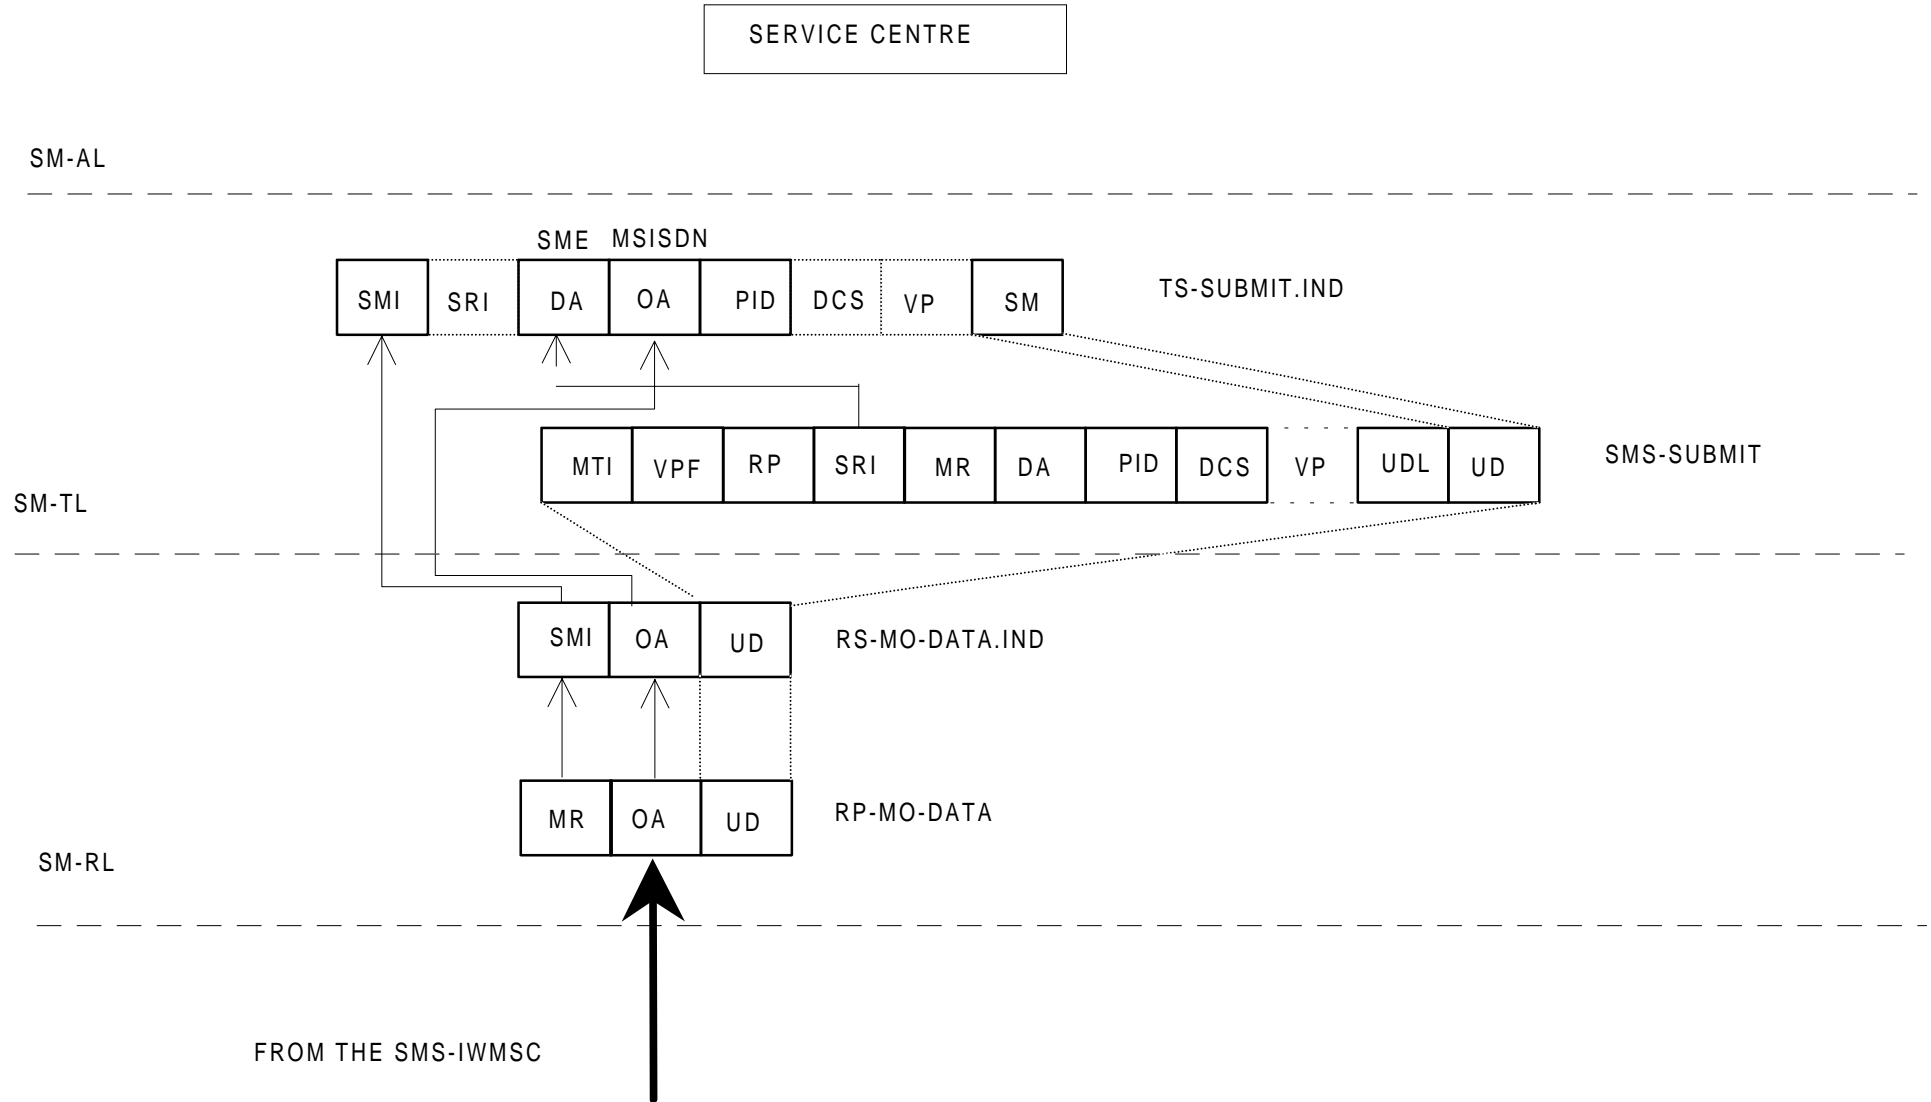 SERVICE CENTRE
SM-AL
SME MSISDN
SMI SRI DA OA PID DCS VP SM TS-SUBMIT.IND
MTI VPF RP SRI MR DA PID DCS VP UDL UD SMS-SUBMIT
SM-TL
SMI OA UD RS-MO-DATA.IND
MR OA UD RP-MO-DATA
SM-RL
FROM THE SMS-IWMSC